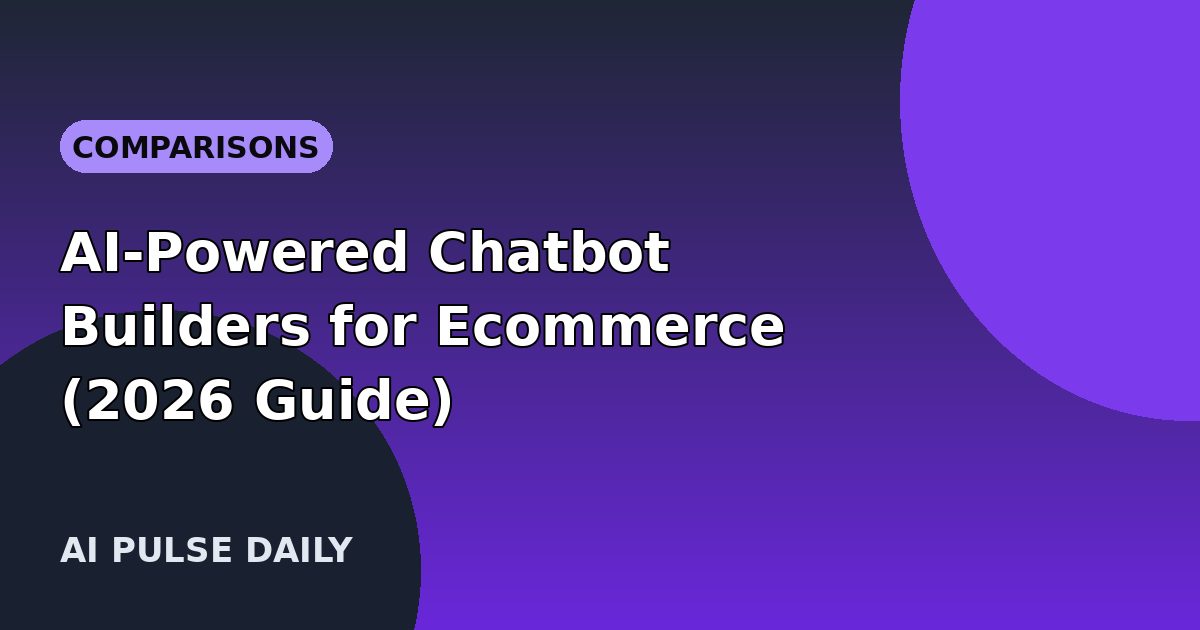 COMPARISONS
AI-Powered Chatbot
Builders for Ecommerce
(2026 Guide)
AI PULSE DAILY